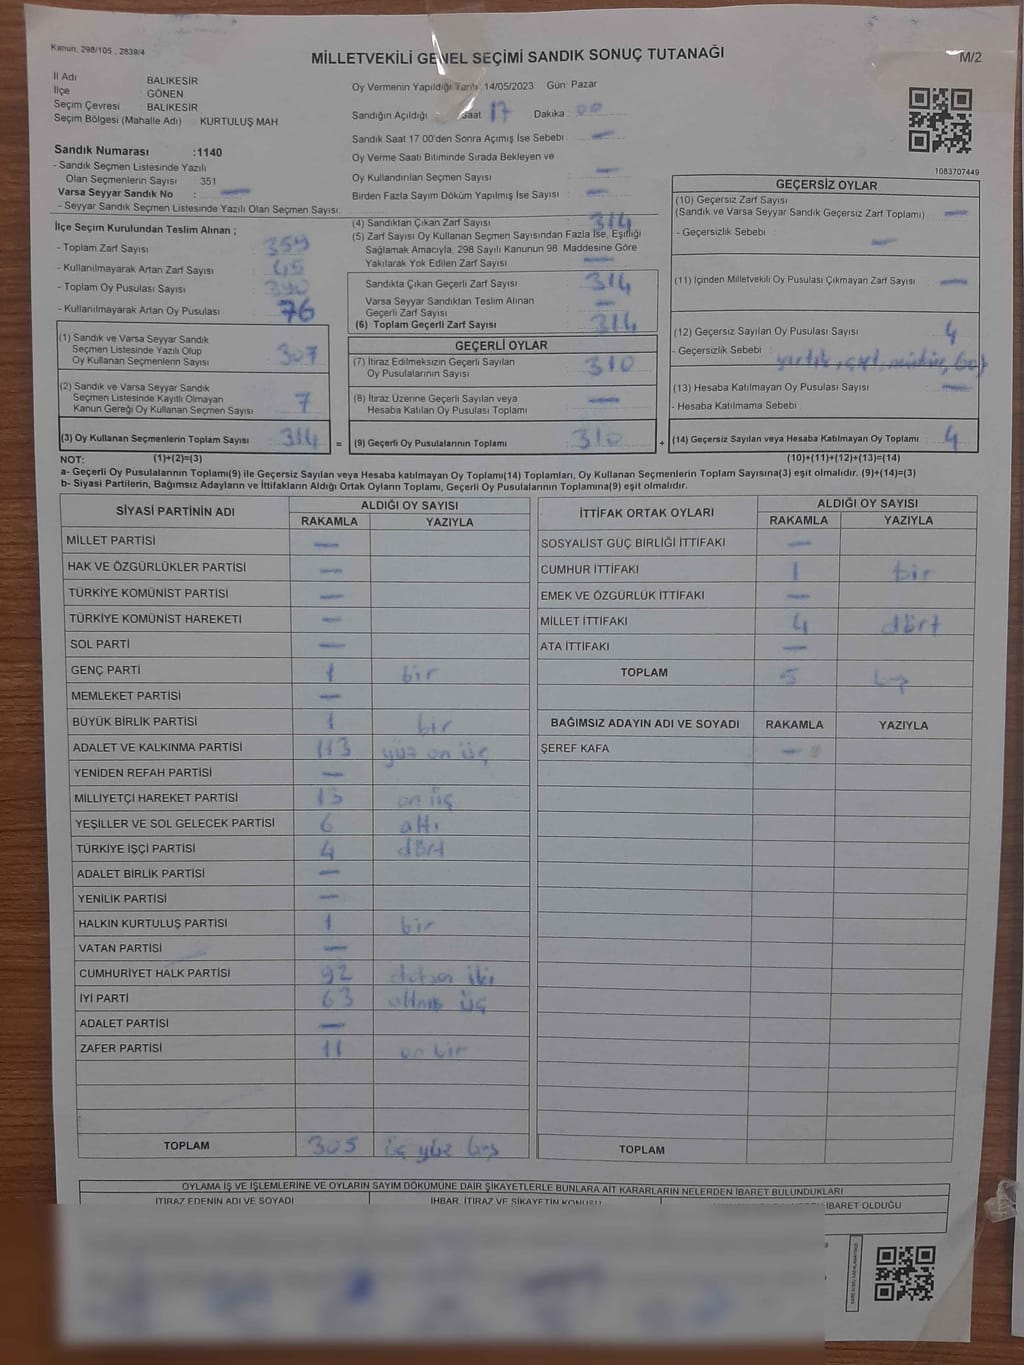 Kanun, 298/105 , 2839/4
MİLLETVEKİLİ GENEL SEÇİMİ SANDIK SONUÇ TUTANAĞI
M/2
İl Adı BALIKESİR
İlçe GÖNEN
Seçim Çevresi BALIKESİR
Seçim Bölgesi (Mahalle Adı) KURTULUŞ MAH.
Sandık Numarası :1140
- Sandık Seçmen Listesinde Yazılı
Olan Seçmenlerin Sayısı 351
Varsa Seyyar Sandık No : —
- Seyyar Sandık Seçmen Listesinde Yazılı Olan Seçmen Sayısı
Oy Vermenin Yapıldığı Tarih 14/05/2023 Gün: Pazar
Sandığın Açıldığı Saat 17 Dakika 00
Sandık Saat 17 00'den Sonra Açımış İse Sebebi —
Oy Verme Saati Bitiminde Sırada Bekleyen ve
Oy Kullandırılan Seçmen Sayısı —
Birden Fazla Sayım Döküm Yapılmış İse Sayısı : —
1083707449
İlçe Seçim Kurulundan Teslim Alınan ;
- Toplam Zarf Sayısı : 359
- Kullanılmayarak Artan Zarf Sayısı : 45
- Toplam Oy Pusulası Sayısı : 390
- Kullanılmayarak Artan Oy Pusulası : 76
(1) Sandık ve Varsa Seyyar Sandık
Seçmen Listesinde Yazılı Olup
Oy Kullanan Seçmenlerin Sayısı : 307
(2) Sandık ve Varsa Seyyar Sandık
Seçmen Listesinde Kayıtlı Olmayan
Kanun Gereği Oy Kullanan Seçmen Sayısı : 7
(3) Oy Kullanan Seçmenlerin Toplam Sayısı : 314 =
(4) Sandıktan Çıkan Zarf Sayısı : 314
(5) Zarf Sayısı Oy Kullanan Seçmen Sayısından Fazla İse, Eşitliği
Sağlamak Amacıyla, 298 Sayılı Kanunun 98. Maddesine Göre
Yakılarak Yok Edilen Zarf Sayısı —
Sandıkta Çıkan Geçerli Zarf Sayısı : 314
Varsa Seyyar Sandıktan Teslim Alınan
Geçerli Zarf Sayısı : —
(6) Toplam Geçerli Zarf Sayısı : 314
GEÇERLİ OYLAR
(7) İtiraz Edilmeksizin Geçerli Sayılan
Oy Pusulalarının Sayısı : 310
(8) İtiraz Üzerine Geçerli Sayılan veya
Hesaba Katılan Oy Pusulası Toplamı : —
(9) Geçerli Oy Pusulalarının Toplamı : 310 +
GEÇERSİZ OYLAR
(10) Geçersiz Zarf Sayısı
(Sandık ve Varsa Seyyar Sandık Geçersiz Zarf Toplamı) : —
- Geçersizlik Sebebi : —
(11) İçinden Milletvekili Oy Pusulası Çıkmayan Zarf Sayısı : —
(12) Geçersiz Sayılan Oy Pusulası Sayısı : 4
- Geçersizlik Sebebi :
(13) Hesaba Katılmayan Oy Pusulası Sayısı : —
- Hesaba Katılmama Sebebi
(14) Geçersiz Sayılan veya Hesaba Katılmayan Oy Toplamı : 4
NOT: (1)+(2)=(3) (10)+(11)+(12)+(13)=(14)
a- Geçerli Oy Pusulalarının Toplamı(9) ile Geçersiz Sayılan veya Hesaba katılmayan Oy Toplamı(14) Toplamları, Oy Kullanan Seçmenlerin Toplam Sayısına(3) eşit olmalıdır. (9)+(14)=(3)
b- Siyasi Partilerin, Bağımsız Adayların ve İttifakların Aldığı Ortak Oyların Toplamı, Geçerli Oy Pusulalarının Toplamına(9) eşit olmalıdır.
SİYASİ PARTİNİN ADI ALDIĞI OY SAYISI
RAKAMLA YAZIYLA
MİLLET PARTİSİ —
HAK VE ÖZGÜRLÜKLER PARTİSİ —
TÜRKİYE KOMÜNİST PARTİSİ —
TÜRKİYE KOMÜNİST HAREKETİ —
SOL PARTİ —
GENÇ PARTİ 1 bir
MEMLEKET PARTİSİ —
BÜYÜK BİRLİK PARTİSİ 1 bir
ADALET VE KALKINMA PARTİSİ 113 yüz on üç
YENİDEN REFAH PARTİSİ —
MİLLİYETÇİ HAREKET PARTİSİ 13 on üç
YEŞİLLER VE SOL GELECEK PARTİSİ 6 altı
TÜRKİYE İŞÇİ PARTİSİ 4 dört
ADALET BİRLİK PARTİSİ —
YENİLİK PARTİSİ —
HALKIN KURTULUŞ PARTİSİ 1 bir
VATAN PARTİSİ —
CUMHURİYET HALK PARTİSİ 92 doksan iki
İYİ PARTİ 63 altmış üç
ADALET PARTİSİ —
ZAFER PARTİSİ 11 on bir
TOPLAM 305 üç yüz beş
İTTİFAK ORTAK OYLARI ALDIĞI OY SAYISI
RAKAMLA YAZIYLA
SOSYALİST GÜÇ BİRLİĞİ İTTİFAKI —
CUMHUR İTTİFAKI 1 bir
EMEK VE ÖZGÜRLÜK İTTİFAKI —
MİLLET İTTİFAKI 4 dört
ATA İTTİFAKI —
TOPLAM 5 beş
BAĞIMSIZ ADAYIN ADI VE SOYADI RAKAMLA YAZIYLA
ŞEREF KAFA —
TOPLAM
OYLAMA İŞ VE İŞLEMLERİNE VE OYLARIN SAYIM DÖKÜMÜNE DAİR ŞİKAYETLERLE BUNLARA AİT KARARLARIN NELERDEN İBARET BULUNDUKLARI
İTİRAZ EDENİN ADI VE SOYADI İHBAR, İTİRAZ VE ŞİKAYETİN KONUSU İBARET OLDUĞU